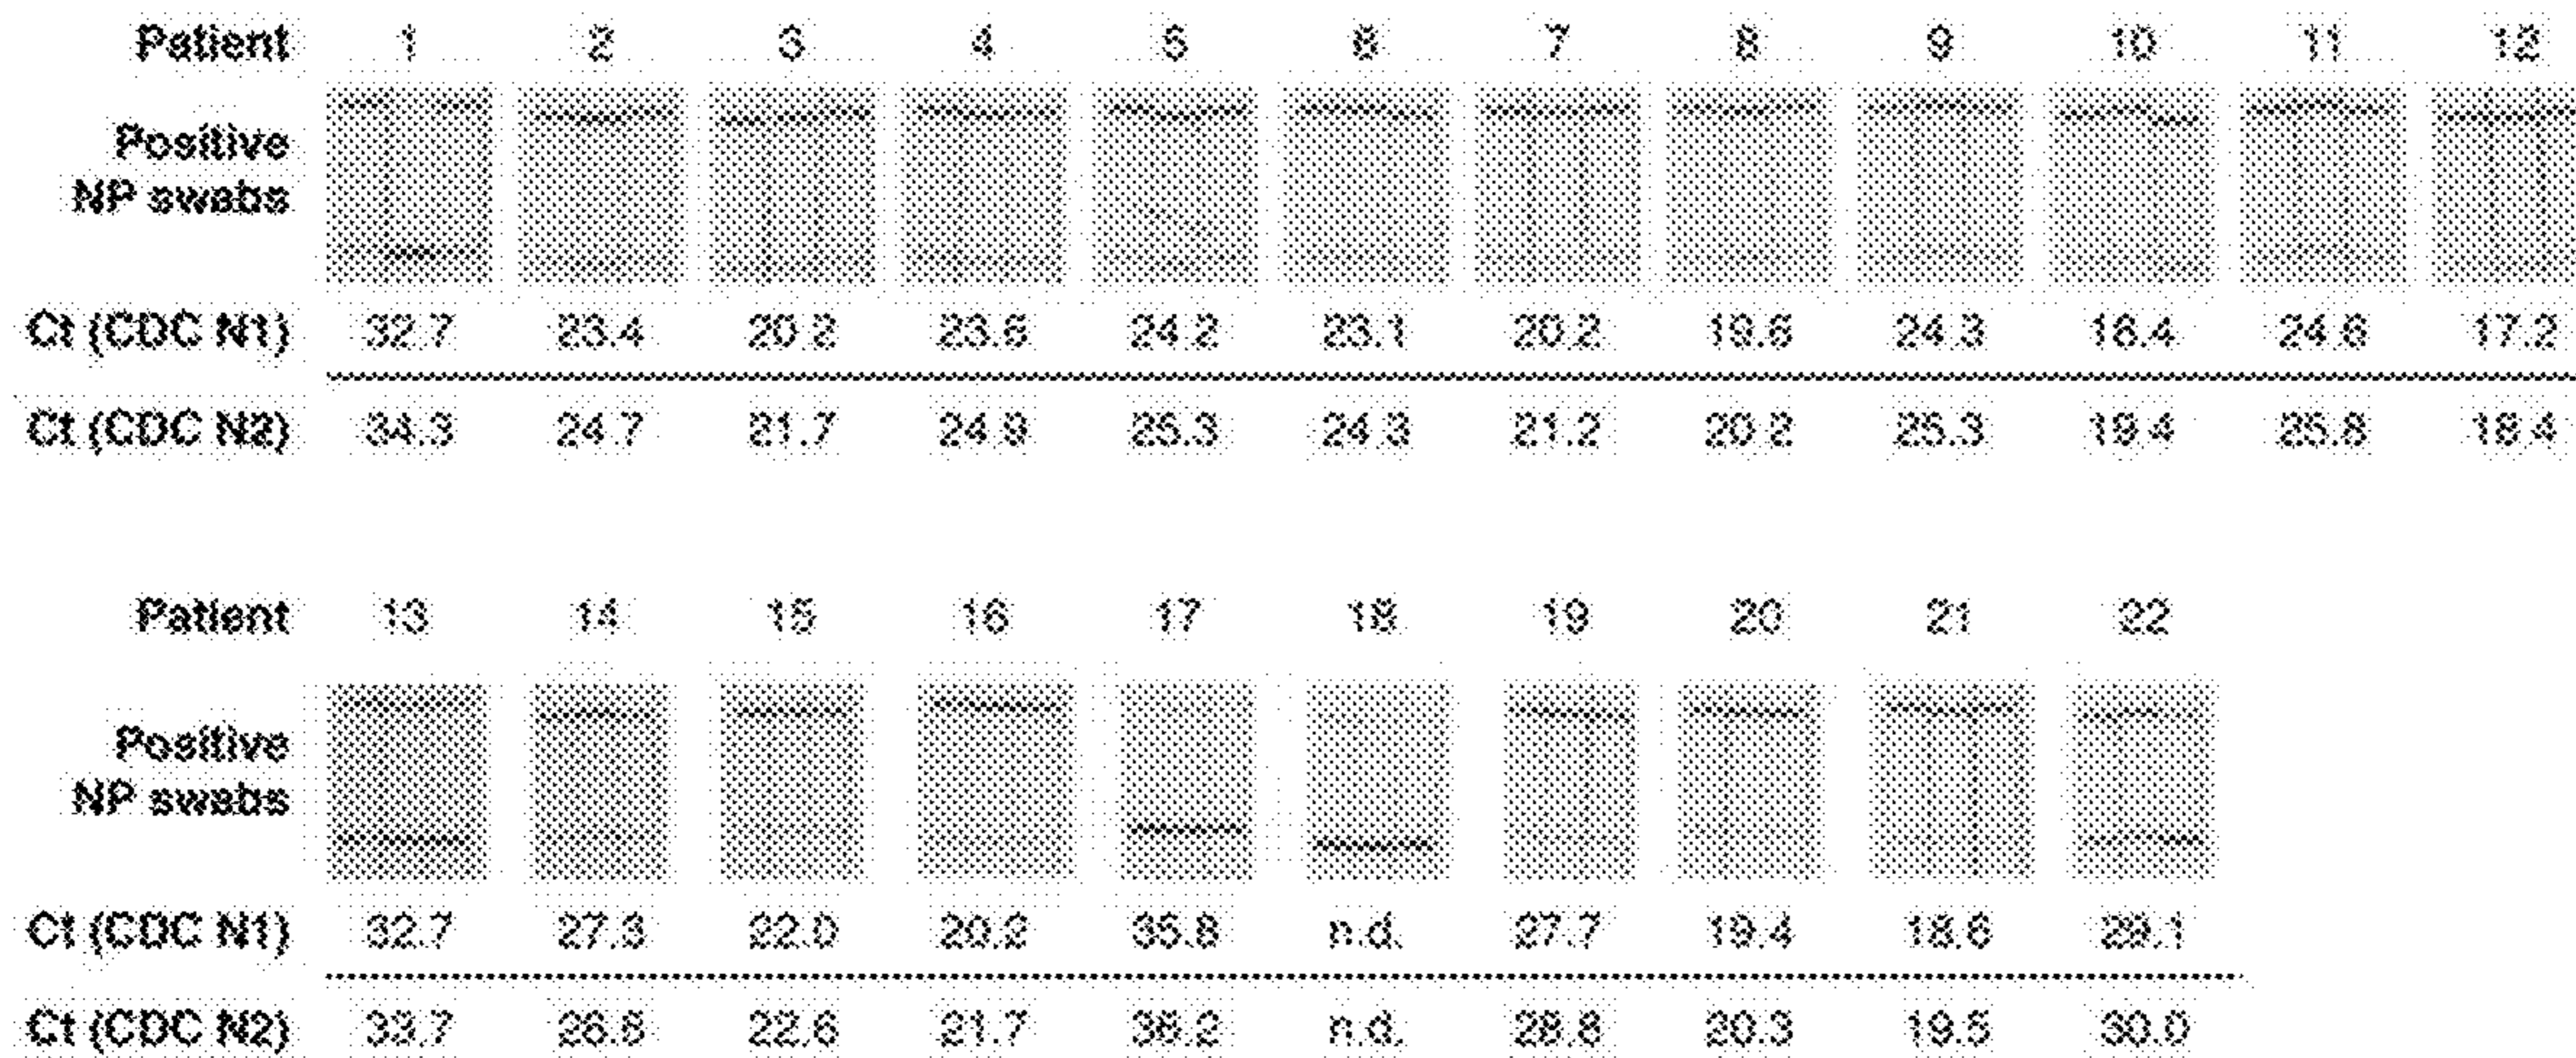 Patient 1 2 3 4 5 6 7 8 9 10 11 12
Positive
NP swabs
Ct (CDC N1) 32.7 23.4 20.2 23.6 24.2 23.1 20.2 19.6 24.3 18.4 24.6 17.2
Ct (CDC N2) 34.3 24.7 21.7 24.9 25.3 24.3 21.2 20.2 25.3 19.4 25.8 18.4
Patient 13 14 15 16 17 18 19 20 21 22
Positive
NP swabs
Ct (CDC N1) 32.7 27.3 22.0 20.2 35.8 n.d. 27.7 19.4 18.6 29.1
Ct (CDC N2) 33.7 22.6 21.7 36.2 n.d. 28.8 20.3 19.5 30.0